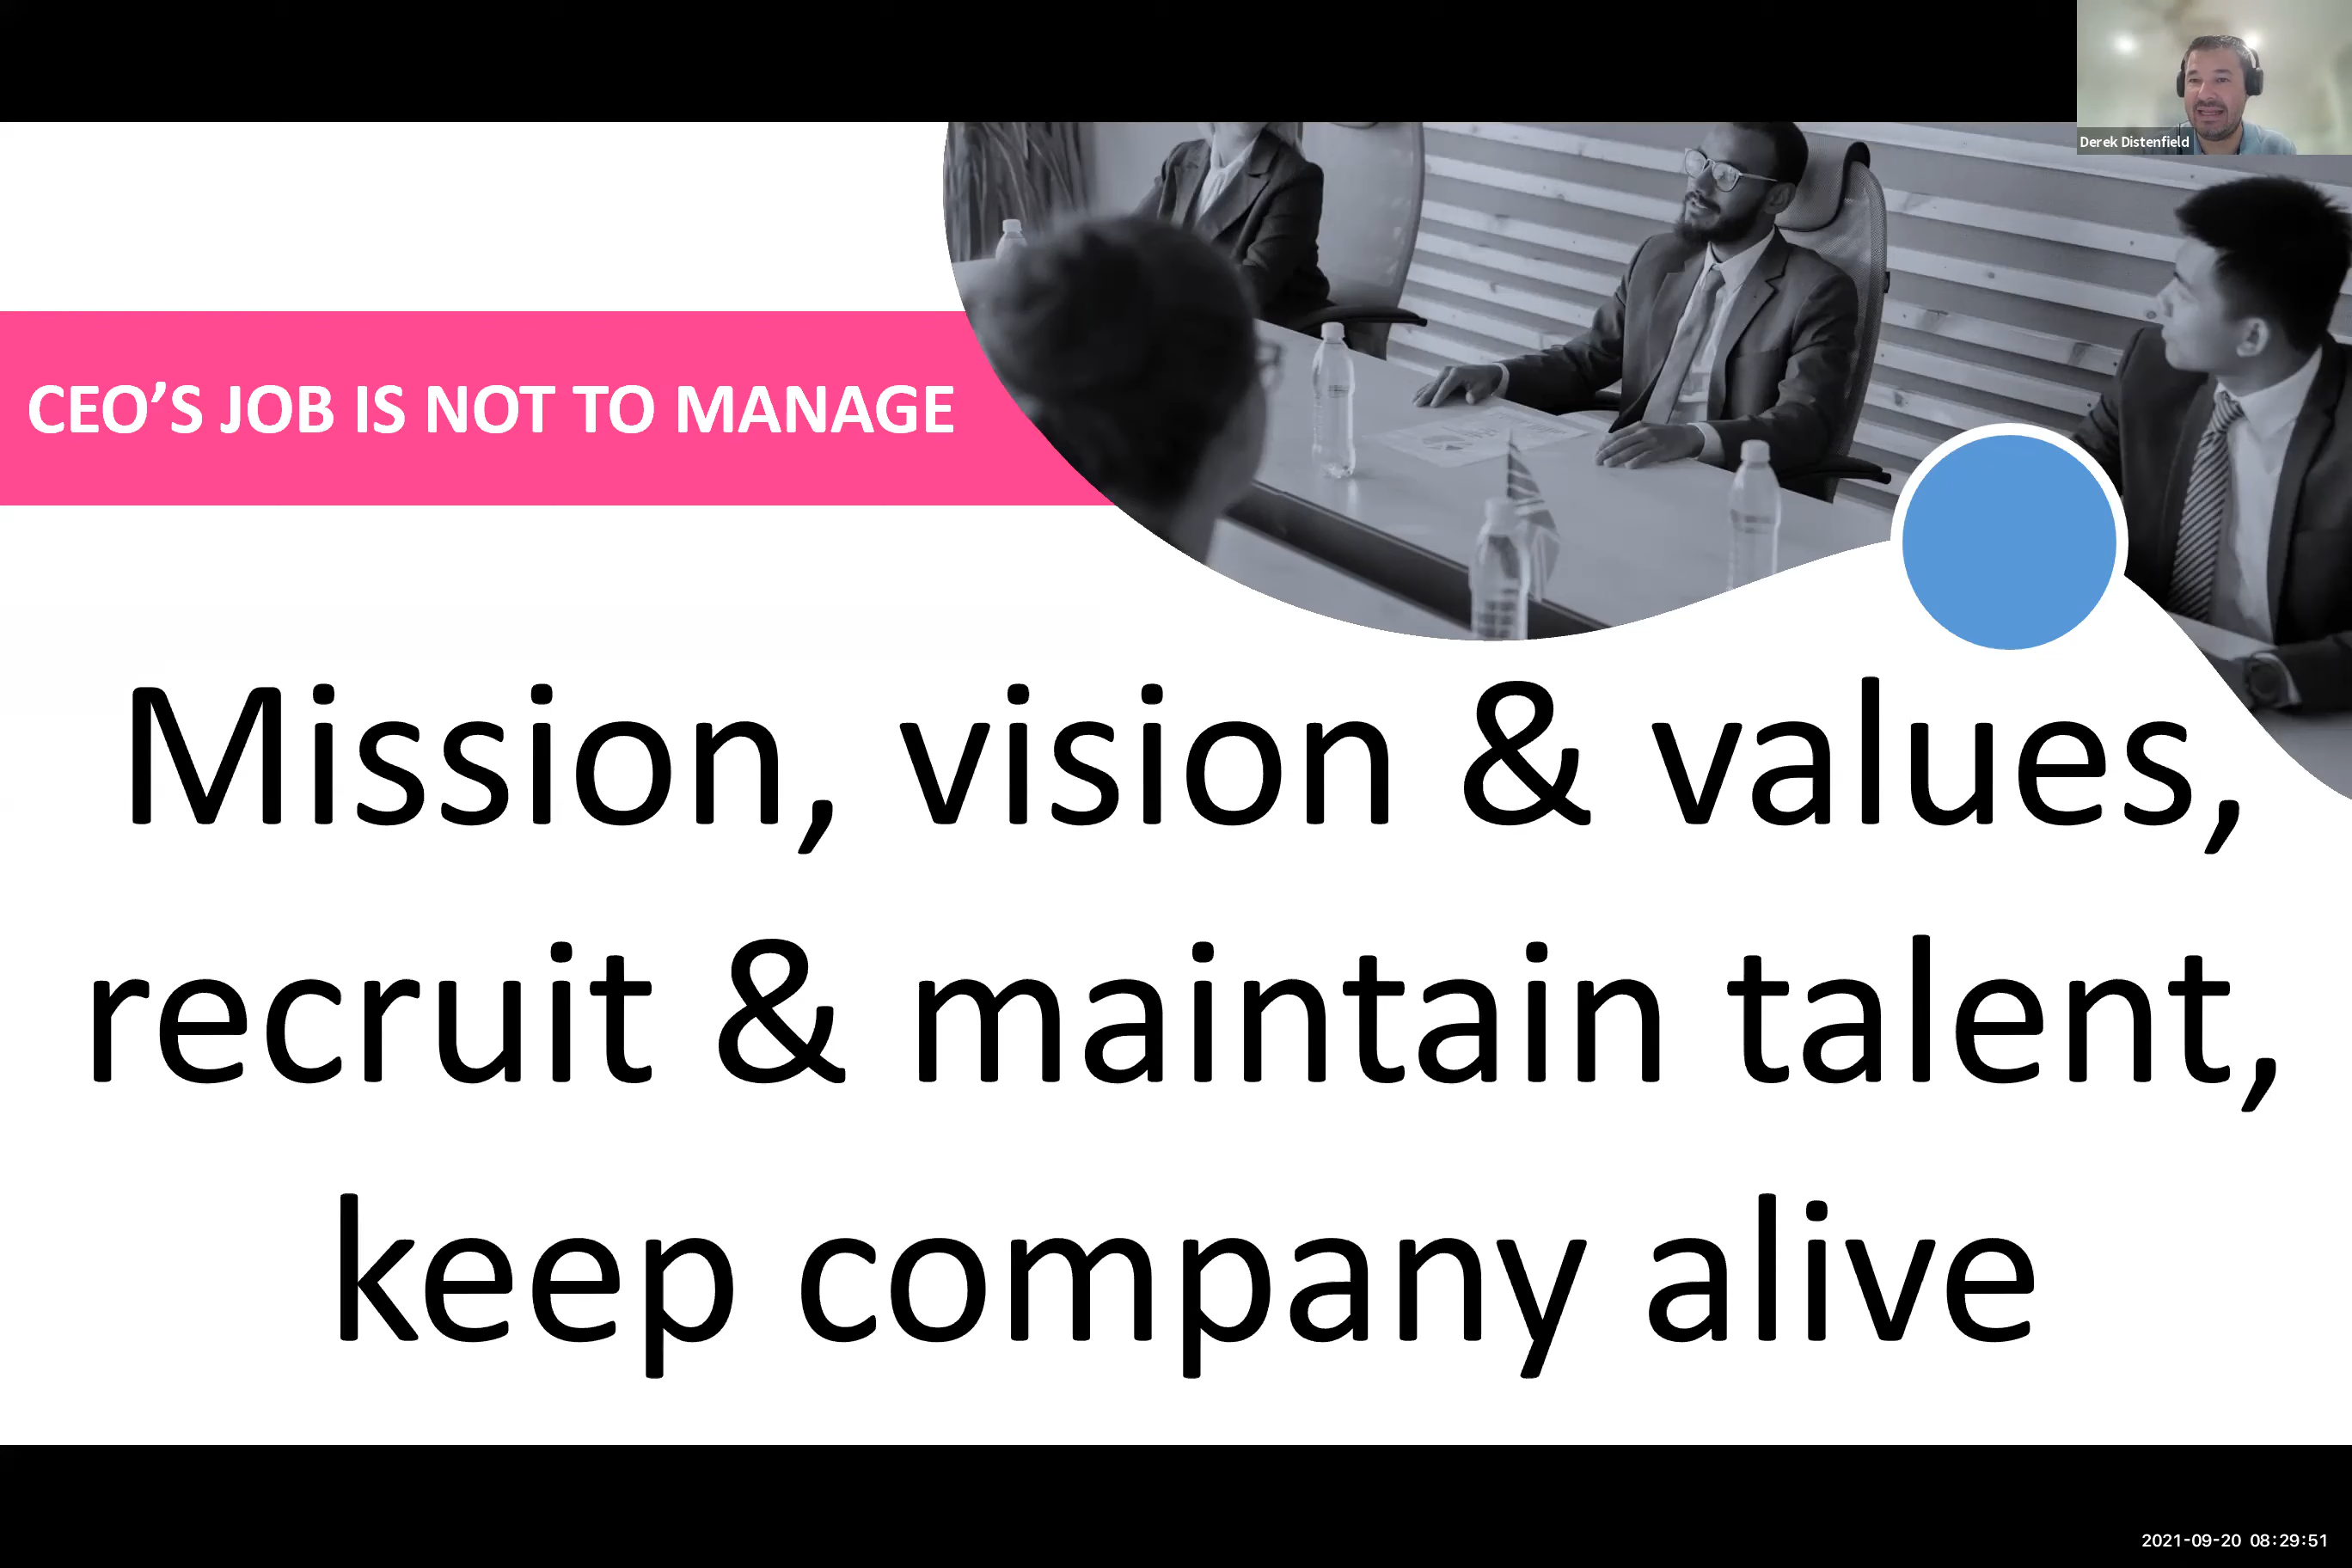 Derek Distenfield
CEO’S JOB IS NOT TO MANAGE
Mission, vision & values,
recruit & maintain talent,
keep company alive
2021-09-20 08:29:51